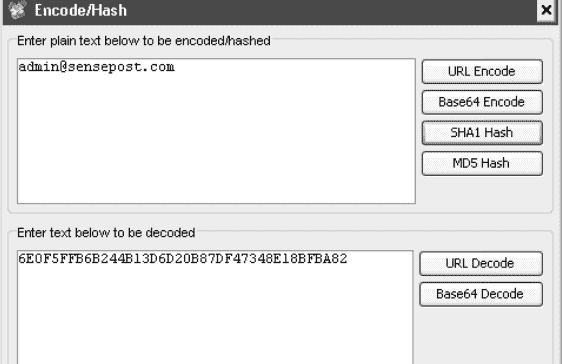 Encode/Hash
Enter plain text below to be encoded/hashed
admin@sensepost.com
URL Encode
Base64 Encode
SHA1 Hash
MD5 Hash
Enter text below to be decoded
6E0F5FFB6B244B13D6D20B87DF47348E18BFBA82
URL Decode
Base64 Decode